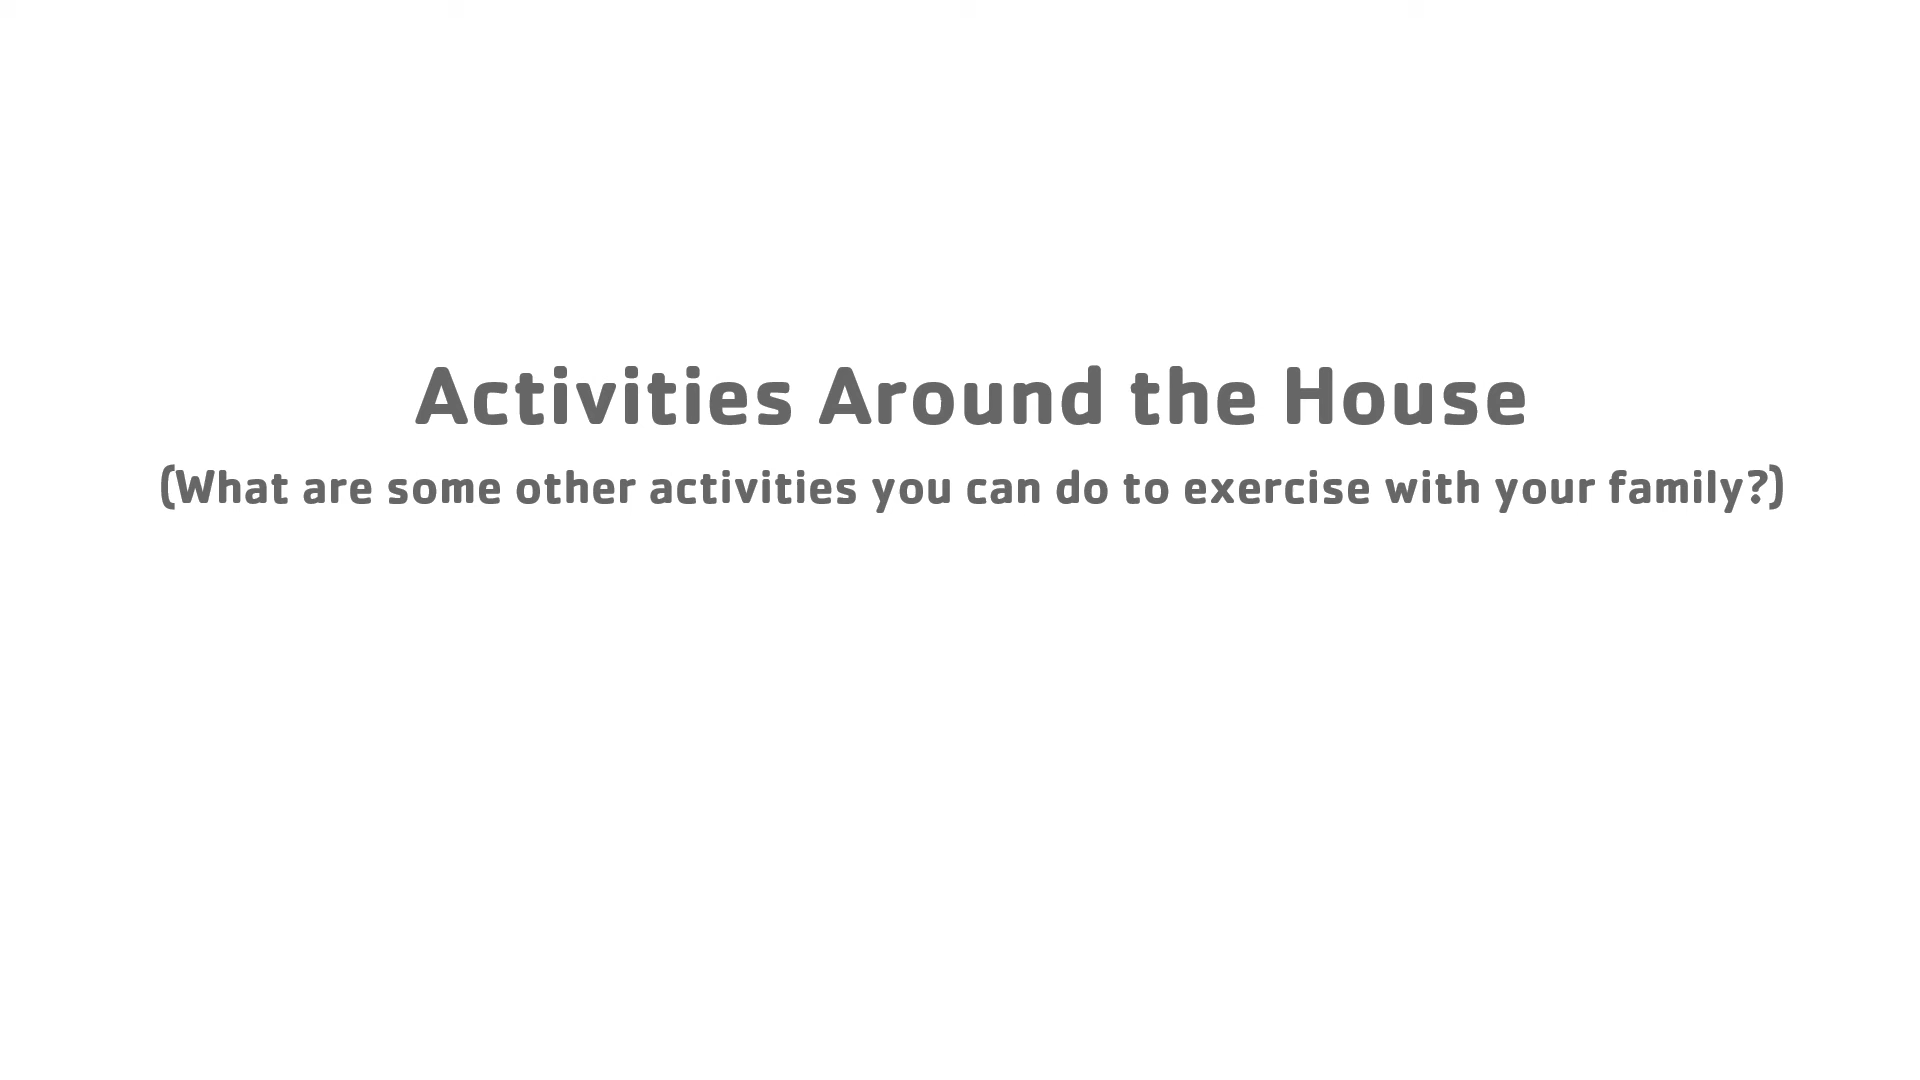 Activities Around the House
(What are some other activities you can do to exercise with your family?)